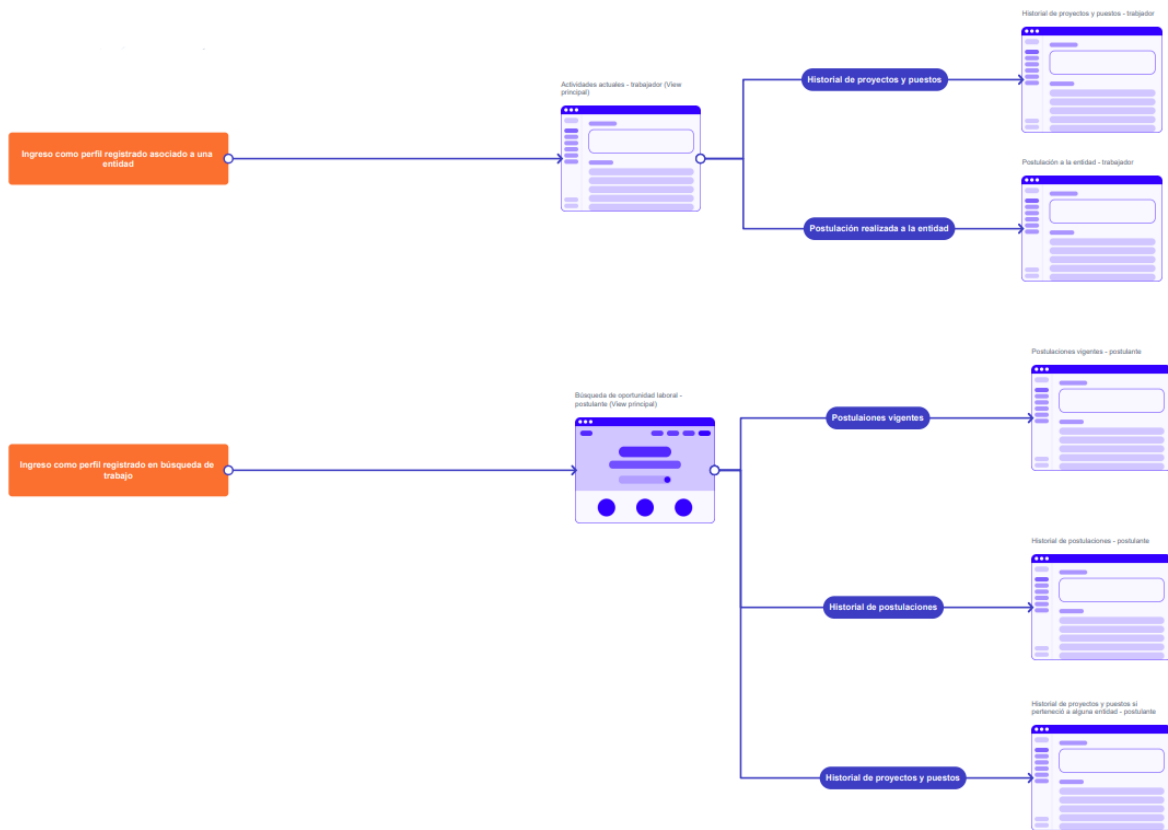 Historial de proyectos y puestos - trabjador
Actividades actuales - trabajador (View
principal)
Historial de proyectos y puestos
Ingreso como perfil registrado asociado a una
entidad
Postulación a la entidad - trabajador
Postulación realizada a la entidad
Postulaciones vigentes - postulante
Búsqueda de oportunidad laboral -
postulante (View principal)
Postulaiones vigentes
Ingreso como perfil registrado en búsqueda de
trabajo
Historial de postulaciones - postulante
Historial de postulaciones
Historial de proyectos y puestos si
perteneció a alguna entidad - postulante
Historial de proyectos y puestos